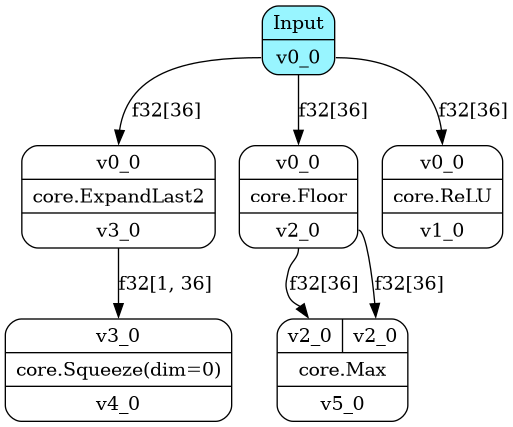 Input
v0_0
f32[36]
f32[36]
f32[36]
v0_0
core.ExpandLast2
v3_0
v0_0
core.Floor
v2_0
v0_0
core.ReLU
v1_0
f32[1, 36]
f32[36]
f32[36]
v3_0
core.Squeeze(dim=0)
v4_0
v2_0
v2_0
core.Max
v5_0